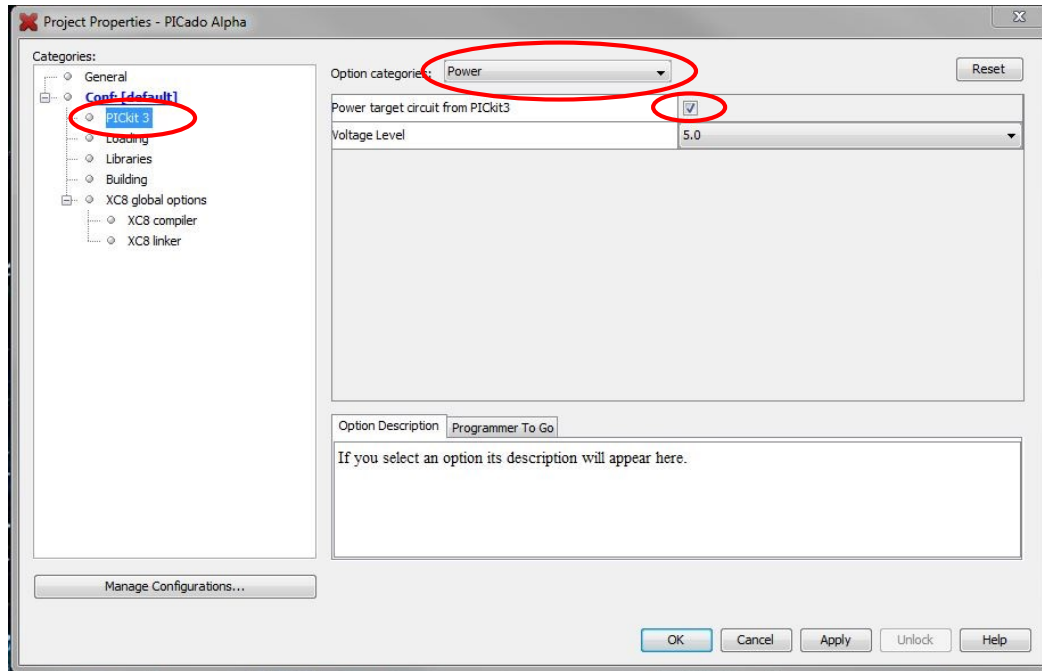 Project Properties - PICado Alpha
Categories:
General
Conf: [default]
PICkit 3
Loading
Libraries
Building
XC8 global options
XC8 compiler
XC8 linker
Manage Configurations...
Option categories: Power
Reset
Power target circuit from PICkit3
Voltage Level 5.0
Option Description Programmer To Go
If you select an option its description will appear here.
OK Cancel Apply Unlock Help